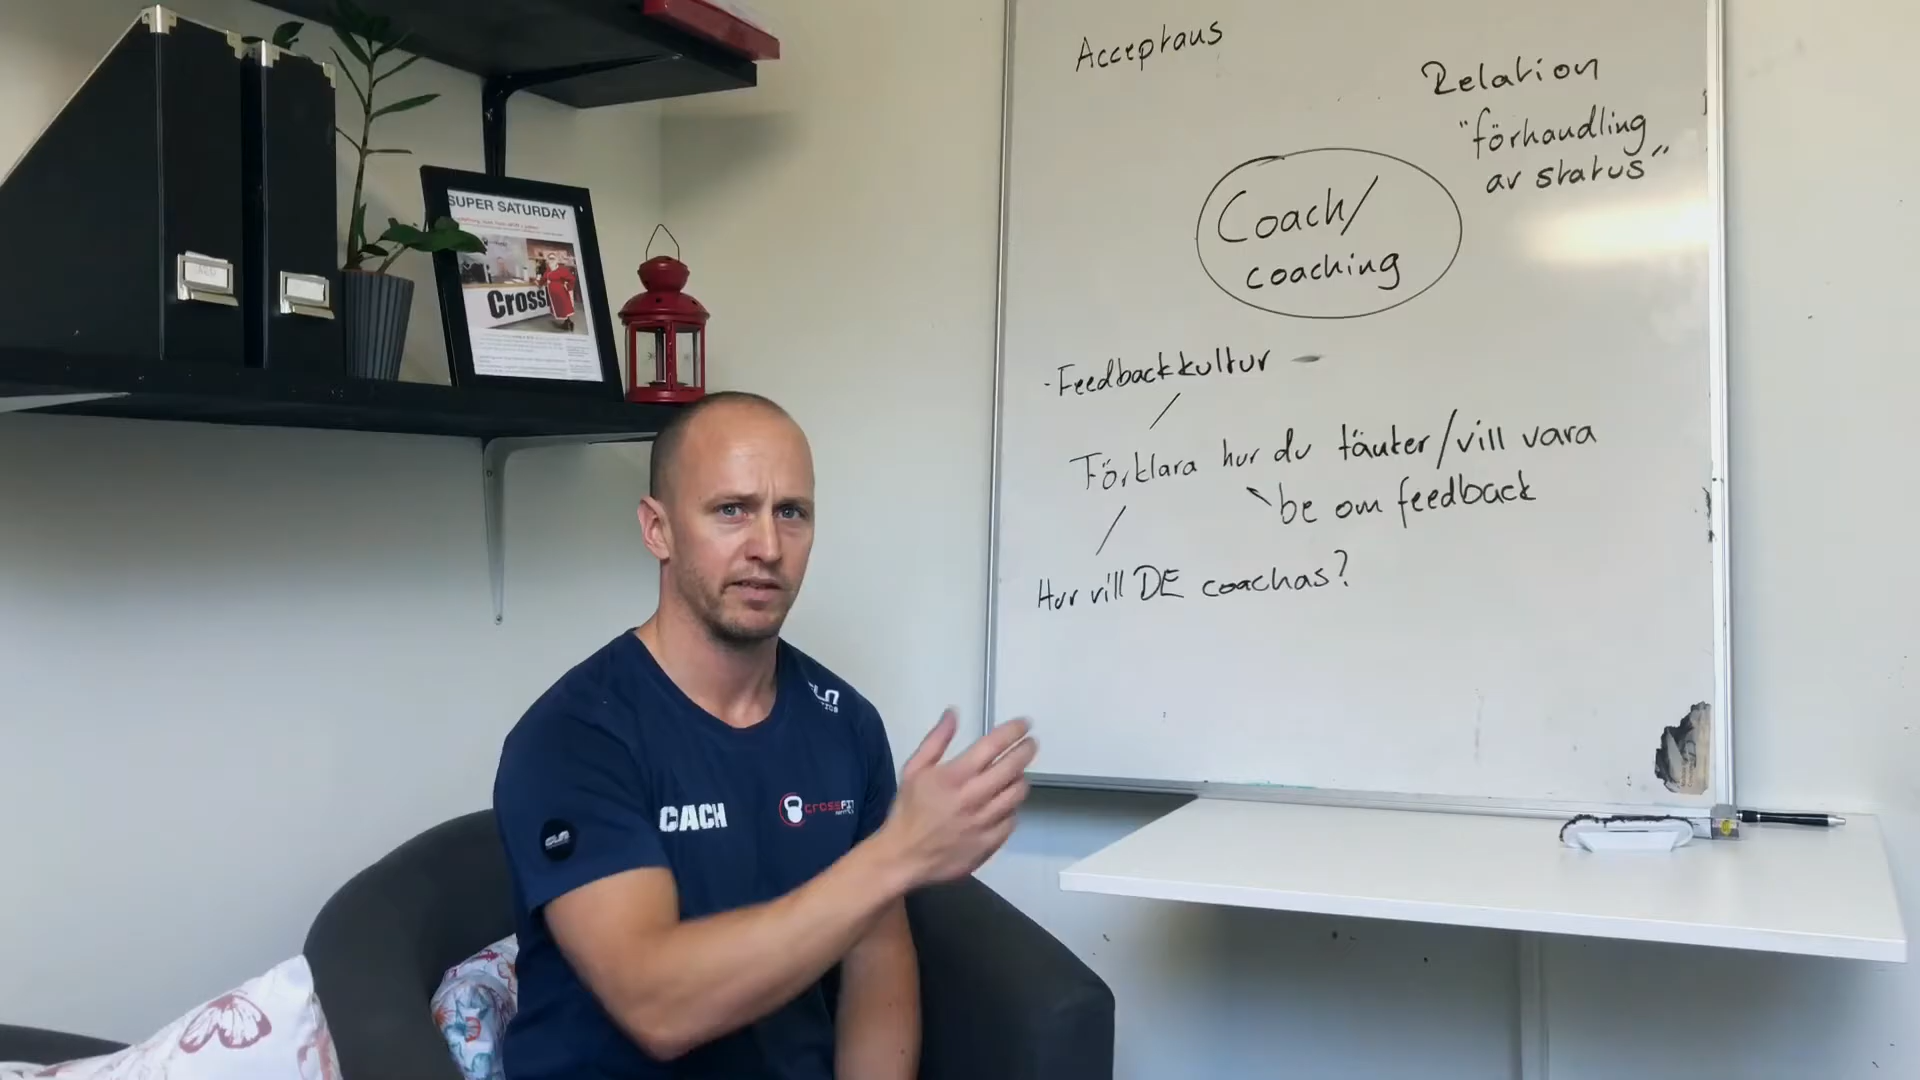 Acceptans
Relation
"förhandling
av status"
Coach/
coaching
- Feedbackkultur -
Förklara hur du tänker/vill vara
be om feedback
Hur vill DE coachas?
SUPER SATURDAY
Cross
COACH
CROSSFIT